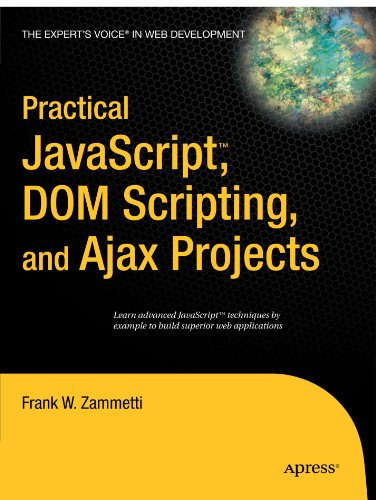 THE EXPERT'S VOICE® IN WEB DEVELOPMENT
Practical
JavaScript™,
DOM Scripting,
and Ajax Projects
Learn advanced JavaScript™ techniques by
example to build superior web applications
Frank W. Zammetti
Apress®